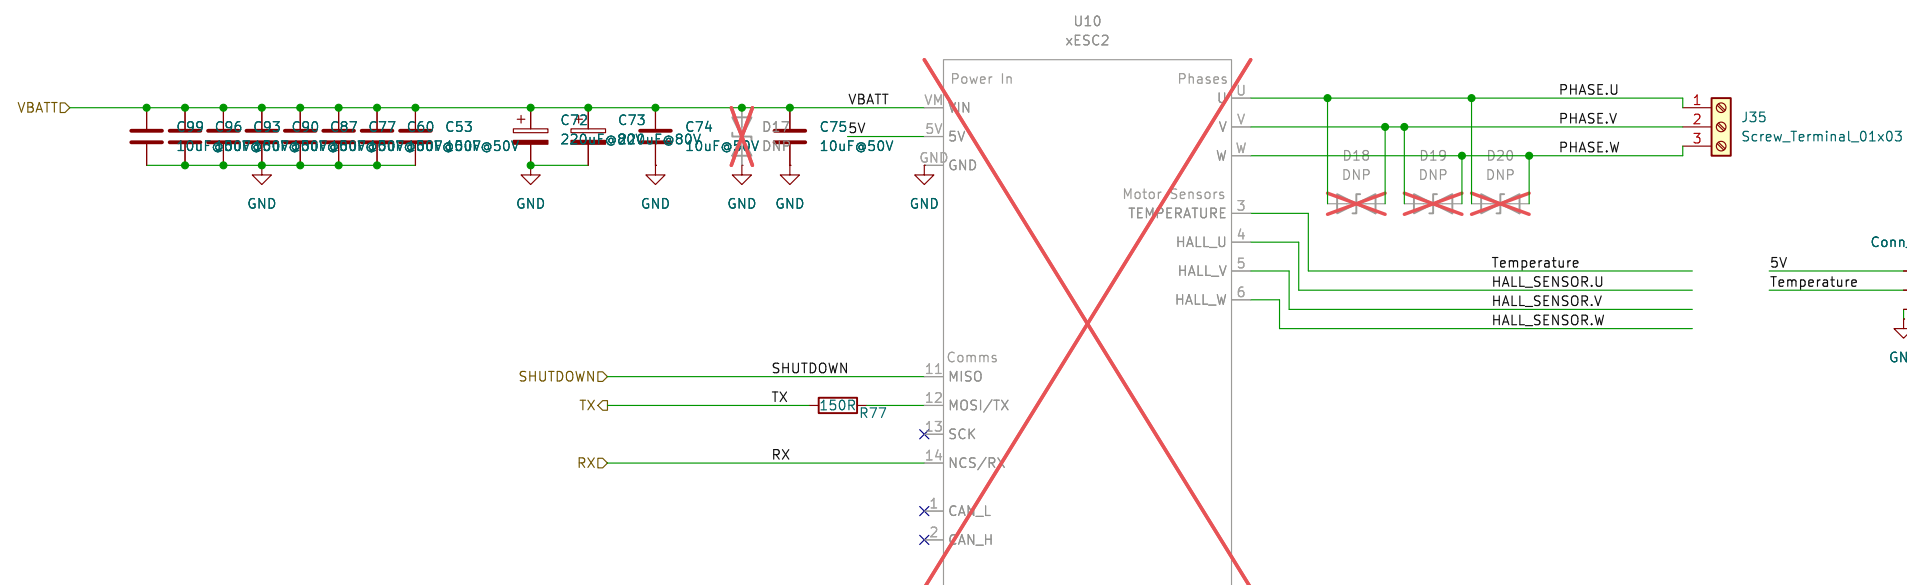 U10
xESC2
Power In
Phases
VBATT
VBATT
VM
VIN
U
U
PHASE.U
1
J35
C99
C96
C93
C90
C87
C77
C60
C53
C72
C73
C74
D17
C75
5V
5V
5V
V
V
PHASE.V
2
Screw_Terminal_01x03
10uF@50V
220uF@80V
10uF@50V
DNP
10uF@50V
GND
GND
W
W
PHASE.W
3
D18
D19
D20
DNP
DNP
DNP
GND
GND
GND
GND
GND
GND
Motor Sensors
TEMPERATURE
3
HALL_U
4
HALL_V
5
HALL_W
6
Temperature
HALL_SENSOR.U
HALL_SENSOR.V
HALL_SENSOR.W
5V
Temperature
Comms
SHUTDOWN
SHUTDOWN
11
MISO
TX
TX
150R
R77
12
MOSI/TX
13
SCK
RX
RX
14
NCS/RX
1
CAN_L
2
CAN_H